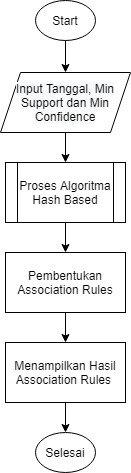 Start
Input Tanggal, Min
Support dan Min
Confidence
Proses Algoritma
Hash Based
Pembentukan
Association Rules
Menampilkan Hasil
Association Rules
Selesai